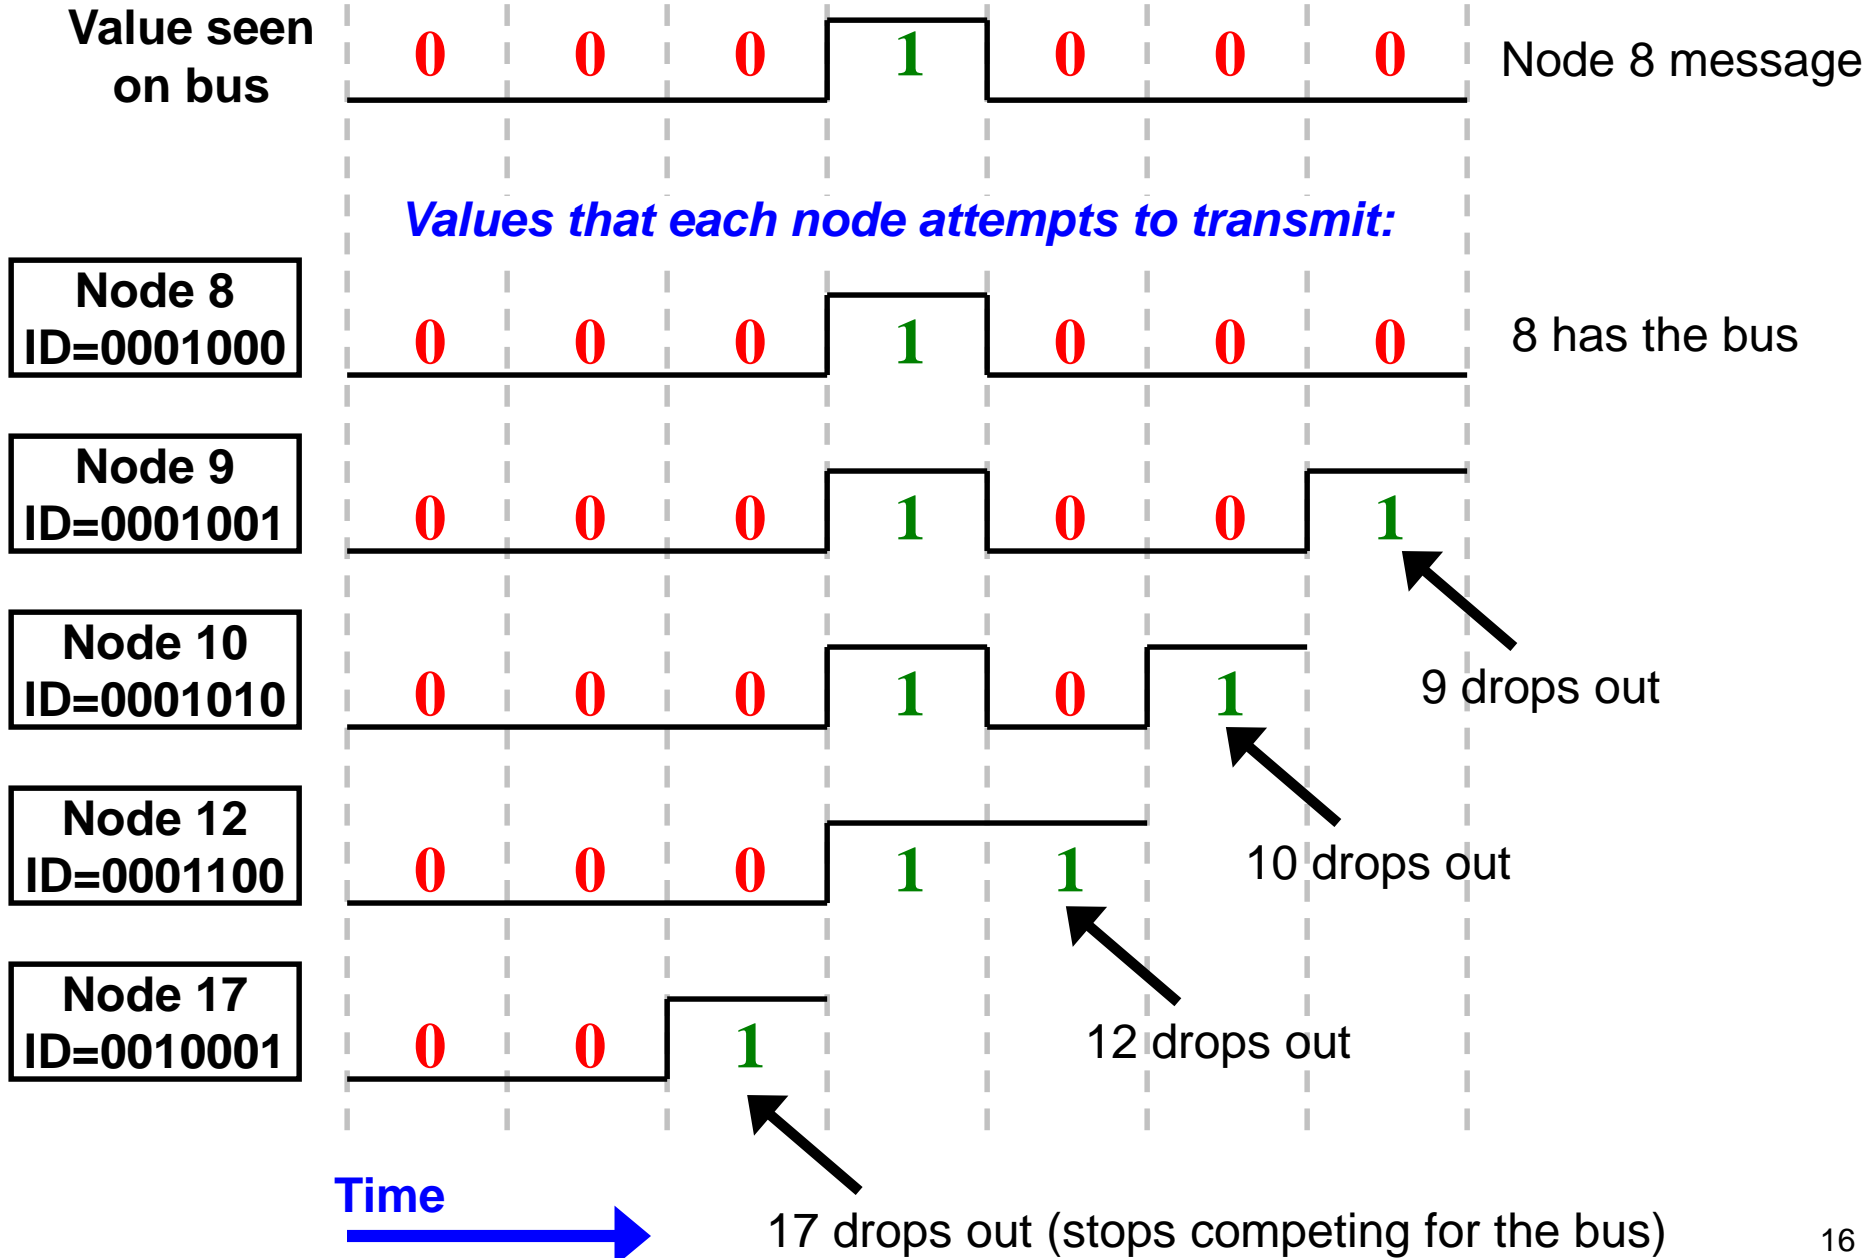 Value seen
on bus
0 0 0 1 0 0 0
Node 8 message
Values that each node attempts to transmit:
Node 8
ID=0001000
0 0 0 1 0 0 0
8 has the bus
Node 9
ID=0001001
0 0 0 1 0 0 1
9 drops out
Node 10
ID=0001010
0 0 0 1 0 1
10 drops out
Node 12
ID=0001100
0 0 0 1 1
12 drops out
Node 17
ID=0010001
0 0 1
17 drops out (stops competing for the bus)
Time
16